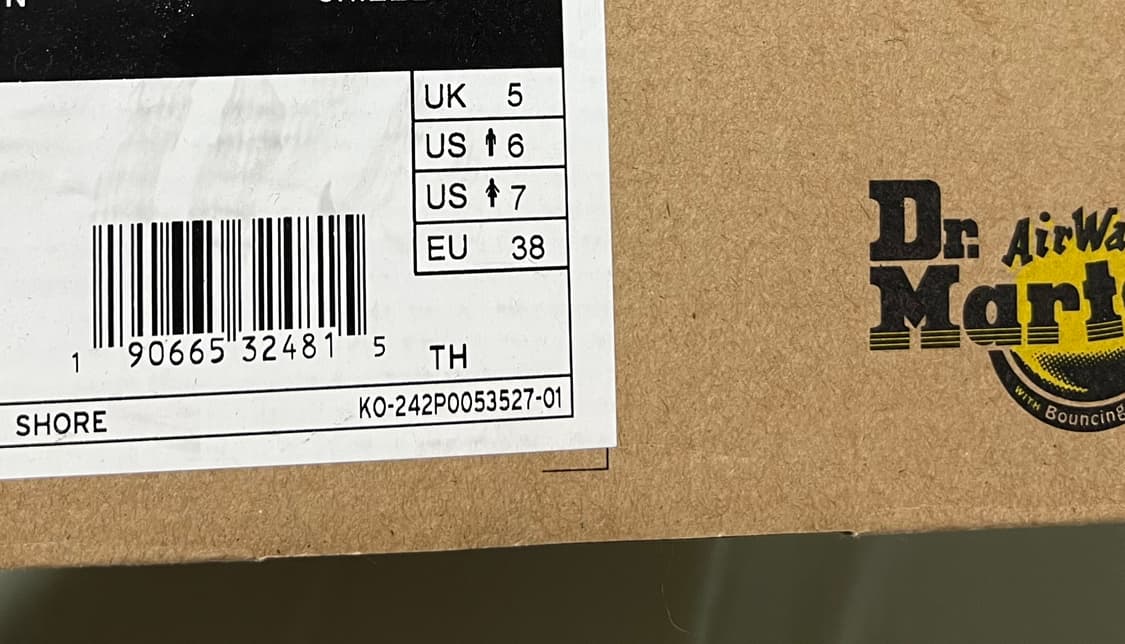 UK 5
US 6
US 7
EU 38
1 90665 32481 5
TH
SHORE
KO-242P0053527-01
Dr.
AirWa
Mart
WITH Bouncing